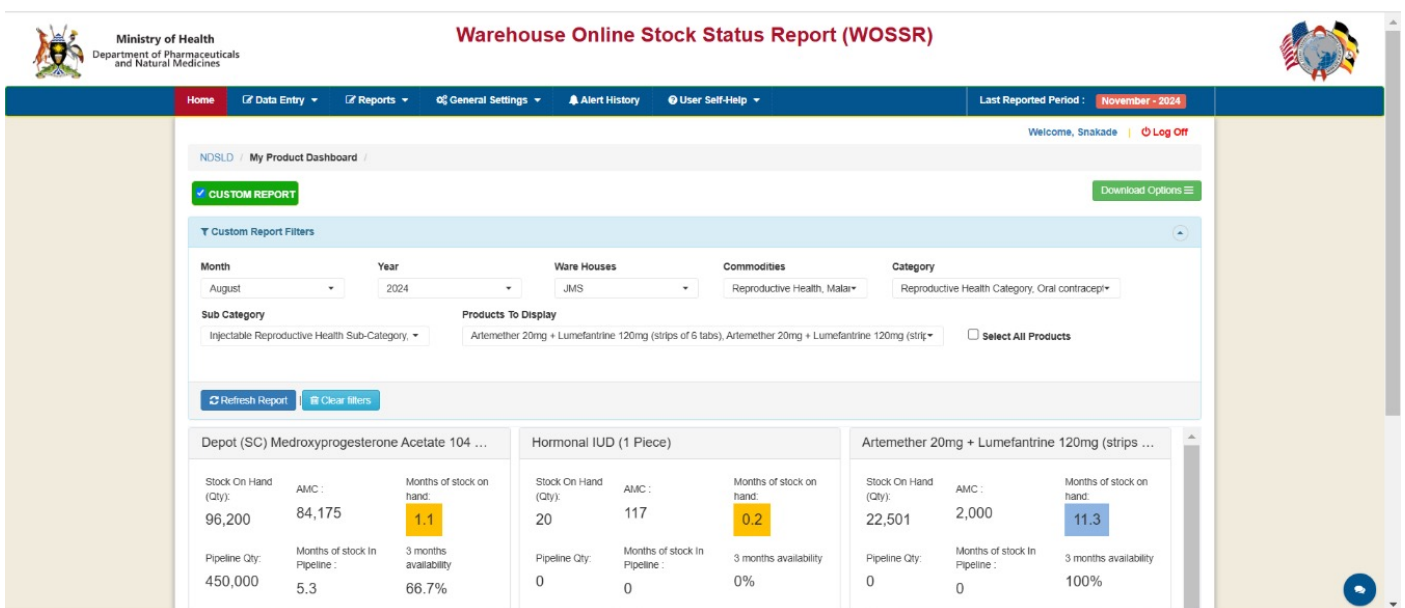 Ministry of Health
Department of Pharmaceuticals
and Natural Medicines
Warehouse Online Stock Status Report (WOSSR)
Home Data Entry Reports General Settings Alert History User Self-Help Last Reported Period : November - 2024
Welcome, Snakade | Log Off
NDSLD / My Product Dashboard /
CUSTOM REPORT
Download Options
Custom Report Filters
Month Year Ware Houses Commodities Category
August 2024 JMS Reproductive Health, Malar Reproductive Health Category, Oral contracept
Sub Category Products To Display
Injectable Reproductive Health Sub-Category, Artemether 20mg + Lumefantrine 120mg (strips of 6 tabs), Artemether 20mg + Lumefantrine 120mg (strip Select All Products
Refresh Report | Clear filters
Depot (SC) Medroxyprogesterone Acetate 104 ...
Stock On Hand (Qty):
96,200
AMC :
84,175
Months of stock on hand:
1.1
Pipeline Qty:
450,000
Months of stock In Pipeline :
5.3
3 months availability
66.7%
Hormonal IUD (1 Piece)
Stock On Hand (Qty):
20
AMC :
117
Months of stock on hand:
0.2
Pipeline Qty:
0
Months of stock In Pipeline :
0
3 months availability
0%
Artemether 20mg + Lumefantrine 120mg (strips ...
Stock On Hand (Qty):
22,501
AMC :
2,000
Months of stock on hand:
11.3
Pipeline Qty:
0
Months of stock In Pipeline :
0
3 months availability
100%